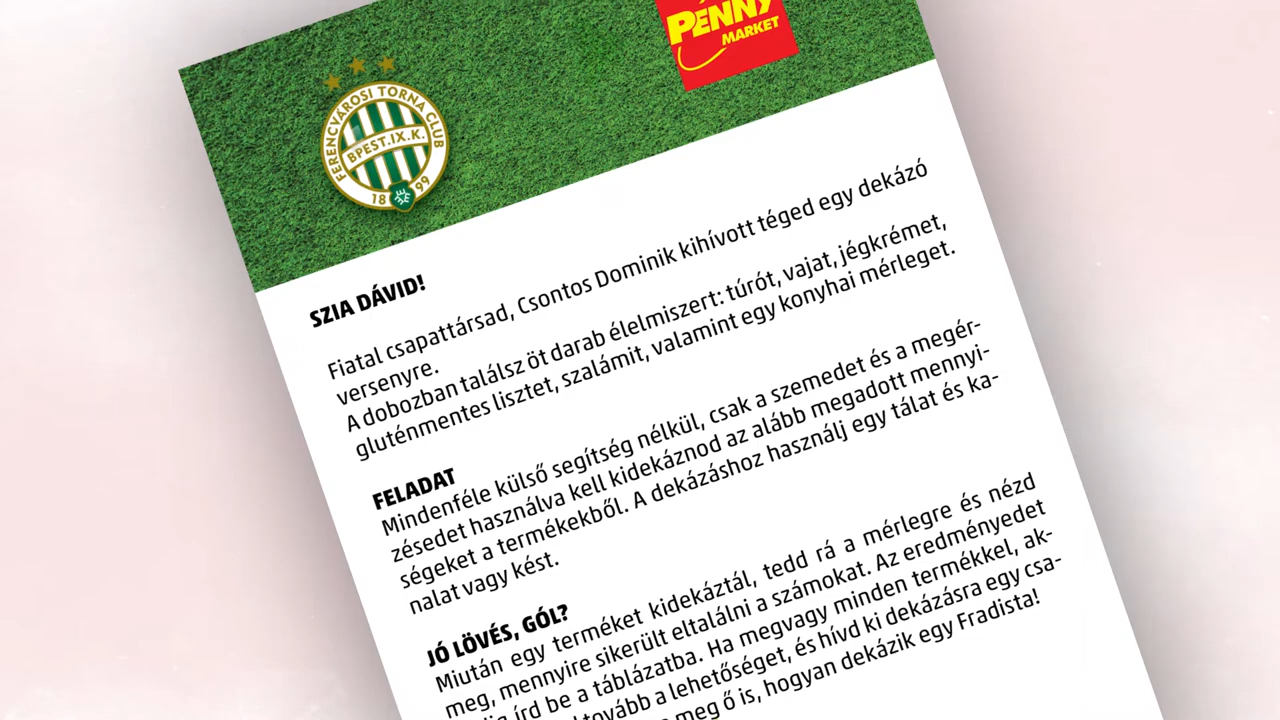 PENNY
MARKET
FERENCVÁROSI TORNA CLUB
BPEST.IX.K.
18 99
SZIA DÁVID!
Fiatal csapattársad, Csontos Dominik kihívott téged egy dekázó
versenyre.
A dobozban találsz öt darab élelmiszert: túrót, vajat, jégkrémet,
gluténmentes lisztet, szalámit, valamint egy konyhai mérleget.
FELADAT
Mindenféle külső segítség nélkül, csak a szemedet és a megér-
zésedet használva kell kidekáznod az alább megadott mennyi-
ségeket a termékekből. A dekázáshoz használj egy tálat és ka-
nalat vagy kést.
JÓ LÖVÉS, GÓL?
Miután egy terméket kidekáztál, tedd rá a mérlegre és nézd
meg, mennyire sikerült eltalálni a számokat. Az eredményedet
írd be a táblázatba. Ha megvagy minden termékkel, ak-
tovább a lehetőséget, és hívd ki dekázásra egy csa-
meg ő is, hogyan dekázik egy Fradista!